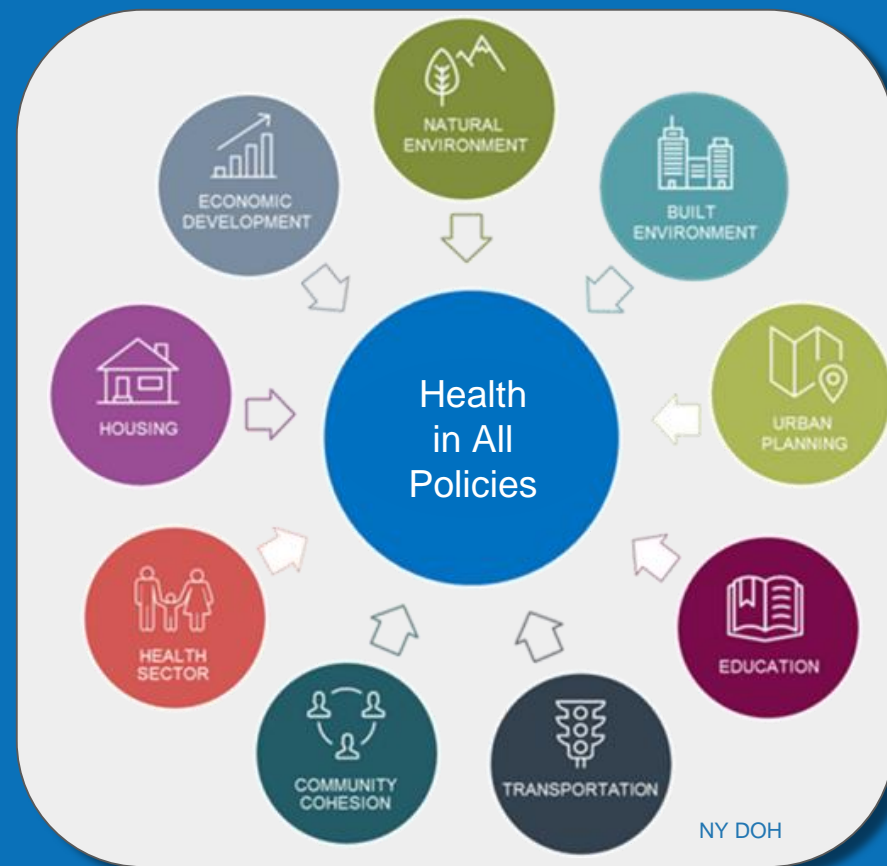 NATURAL
ENVIRONMENT
ECONOMIC
DEVELOPMENT
BUILT
ENVIRONMENT
HOUSING
Health
in All
Policies
URBAN
PLANNING
HEALTH
SECTOR
EDUCATION
COMMUNITY
COHESION
TRANSPORTATION
NY DOH